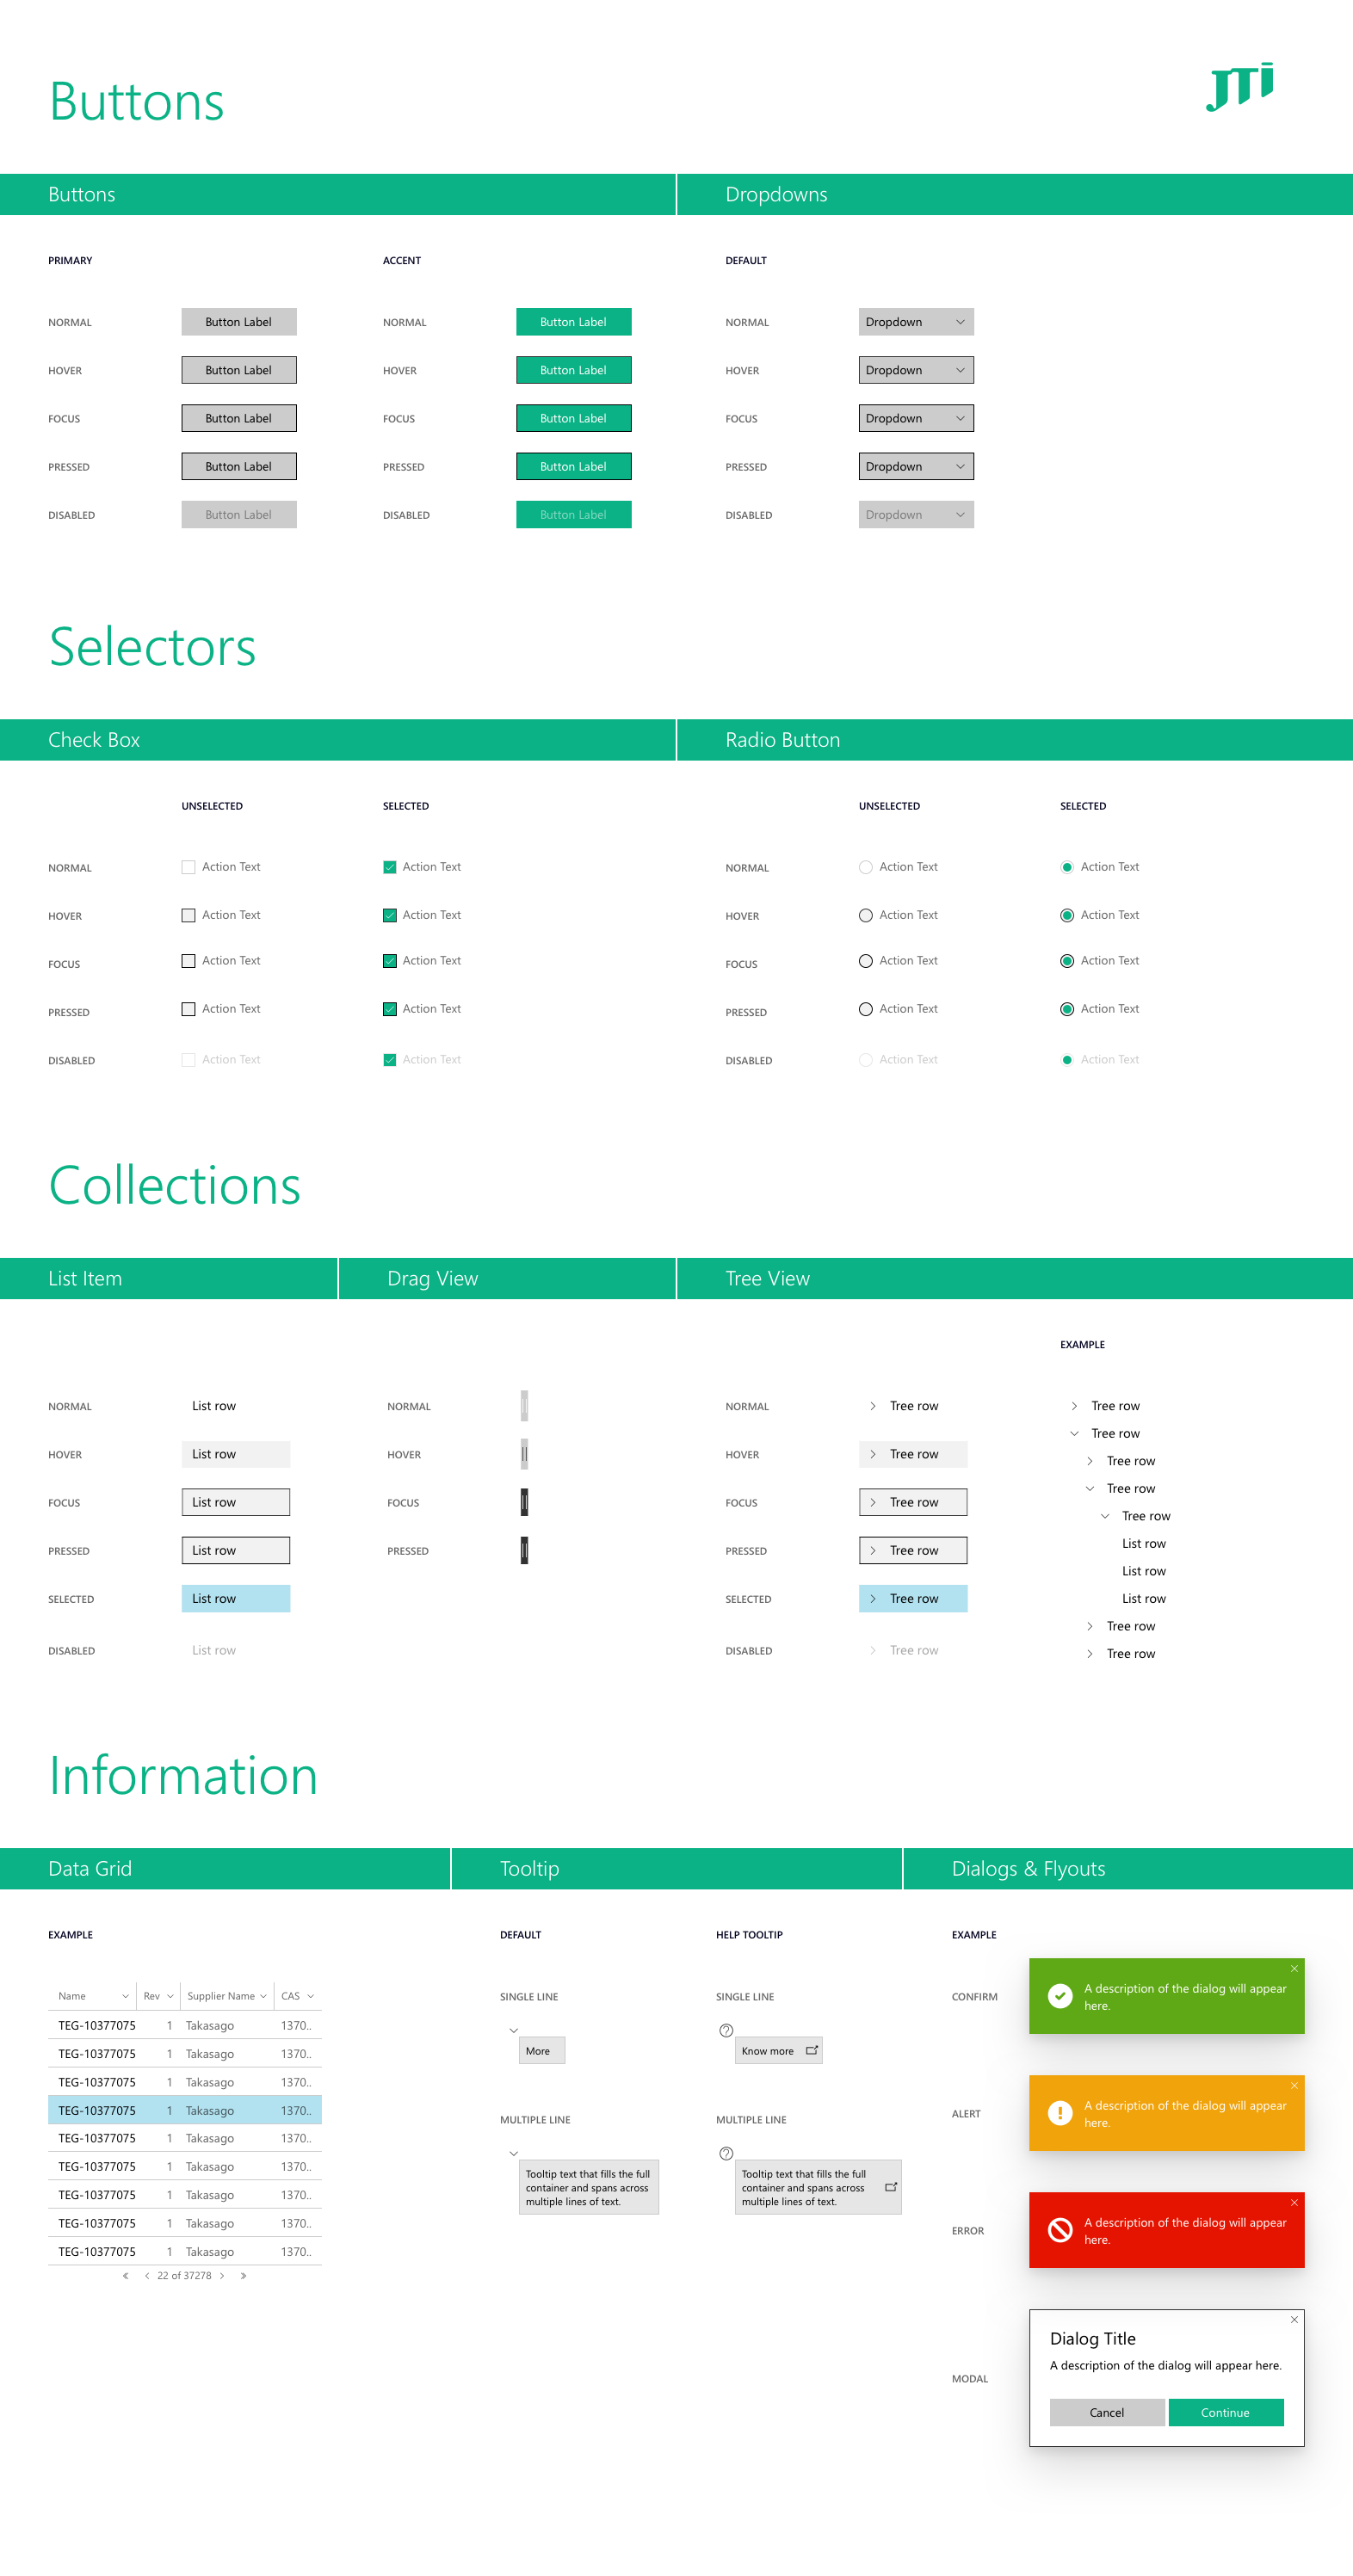 Buttons
JTi
Buttons
Dropdowns
PRIMARY
ACCENT
DEFAULT
NORMAL Button Label NORMAL Button Label NORMAL Dropdown
HOVER Button Label HOVER Button Label HOVER Dropdown
FOCUS Button Label FOCUS Button Label FOCUS Dropdown
PRESSED Button Label PRESSED Button Label PRESSED Dropdown
DISABLED Button Label DISABLED Button Label DISABLED Dropdown
Selectors
Check Box
Radio Button
UNSELECTED SELECTED UNSELECTED SELECTED
NORMAL Action Text Action Text NORMAL Action Text Action Text
HOVER Action Text Action Text HOVER Action Text Action Text
FOCUS Action Text Action Text FOCUS Action Text Action Text
PRESSED Action Text Action Text PRESSED Action Text Action Text
DISABLED Action Text Action Text DISABLED Action Text Action Text
Collections
List Item
Drag View
Tree View
EXAMPLE
NORMAL List row
HOVER List row
FOCUS List row
PRESSED List row
SELECTED List row
DISABLED List row
NORMAL
HOVER
FOCUS
PRESSED
NORMAL Tree row
HOVER Tree row
FOCUS Tree row
PRESSED Tree row
SELECTED Tree row
DISABLED Tree row
Tree row
Tree row
Tree row
Tree row
Tree row
List row
List row
List row
Tree row
Tree row
Information
Data Grid
Tooltip
Dialogs & Flyouts
EXAMPLE
Name Rev Supplier Name CAS
TEG-10377075 1 Takasago 1370..
TEG-10377075 1 Takasago 1370..
TEG-10377075 1 Takasago 1370..
TEG-10377075 1 Takasago 1370..
TEG-10377075 1 Takasago 1370..
TEG-10377075 1 Takasago 1370..
TEG-10377075 1 Takasago 1370..
TEG-10377075 1 Takasago 1370..
TEG-10377075 1 Takasago 1370..
22 of 37278
DEFAULT
SINGLE LINE
More
MULTIPLE LINE
Tooltip text that fills the full
container and spans across
multiple lines of text.
HELP TOOLTIP
SINGLE LINE
Know more
MULTIPLE LINE
Tooltip text that fills the full
container and spans across
multiple lines of text.
EXAMPLE
CONFIRM
A description of the dialog will appear
here.
ALERT
A description of the dialog will appear
here.
ERROR
A description of the dialog will appear
here.
MODAL
Dialog Title
A description of the dialog will appear here.
Cancel
Continue